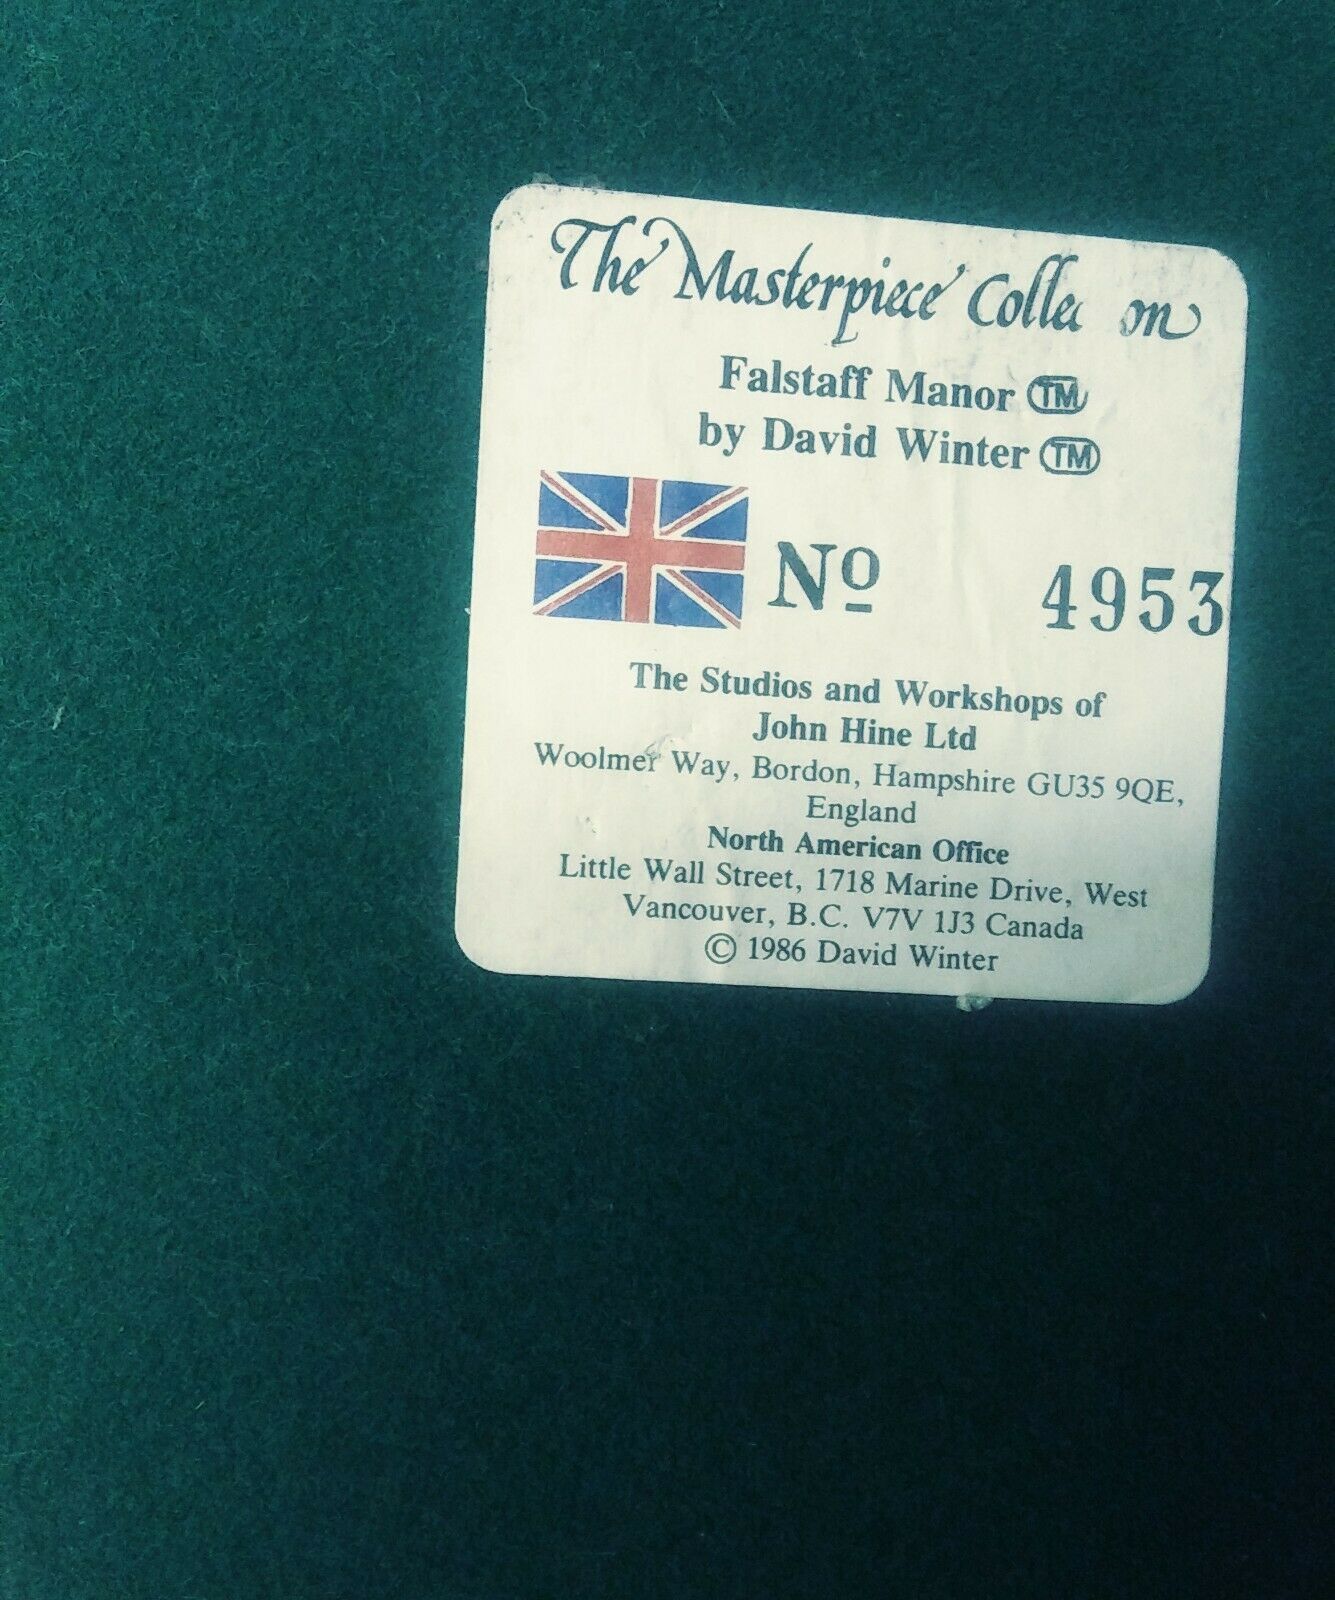 The Masterpiece Collec on
Falstaff Manor TM
by David Winter TM
Nº 4953
The Studios and Workshops of
John Hine Ltd
Woolmer Way, Bordon, Hampshire GU35 9QE,
England
North American Office
Little Wall Street, 1718 Marine Drive, West
Vancouver, B.C. V7V 1J3 Canada
© 1986 David Winter